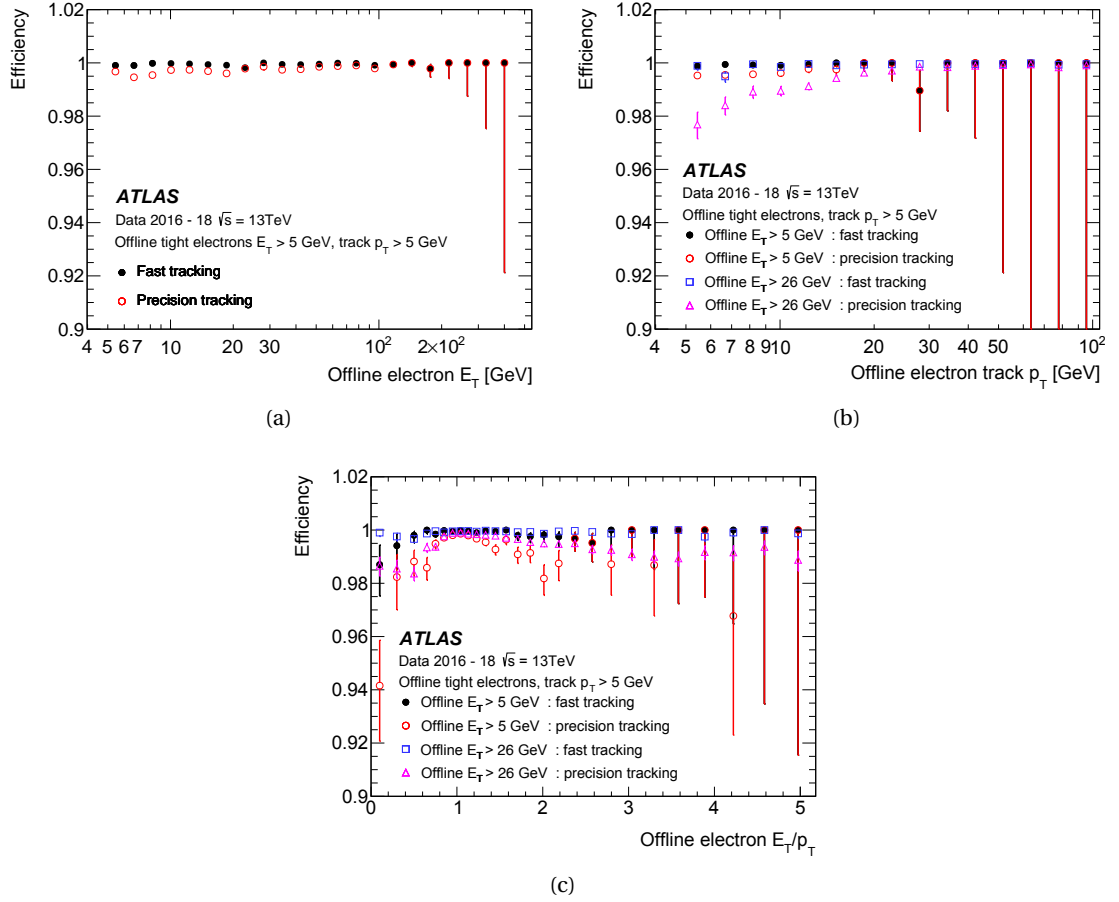 Efficiency
1.02
1
0.98
0.96
0.94
0.92
0.9
ATLAS
Data 2016 - 18 √s = 13TeV
Offline tight electrons E_T > 5 GeV, track p_T > 5 GeV
Fast tracking
Precision tracking
4 5 6 7 10 20 30 10² 2×10²
Offline electron E_T [GeV]
(a)
Efficiency
1.02
1
0.98
0.96
0.94
0.92
0.9
ATLAS
Data 2016 - 18 √s = 13TeV
Offline tight electrons, track p_T > 5 GeV
Offline E_T > 5 GeV : fast tracking
Offline E_T > 5 GeV : precision tracking
Offline E_T > 26 GeV : fast tracking
Offline E_T > 26 GeV : precision tracking
4 5 6 7 8 9 10 20 30 40 50 10²
Offline electron track p_T [GeV]
(b)
Efficiency
1.02
1
0.98
0.96
0.94
0.92
0.9
ATLAS
Data 2016 - 18 √s = 13TeV
Offline tight electrons, track p_T > 5 GeV
Offline E_T > 5 GeV : fast tracking
Offline E_T > 5 GeV : precision tracking
Offline E_T > 26 GeV : fast tracking
Offline E_T > 26 GeV : precision tracking
0 1 2 3 4 5
Offline electron E_T/p_T
(c)